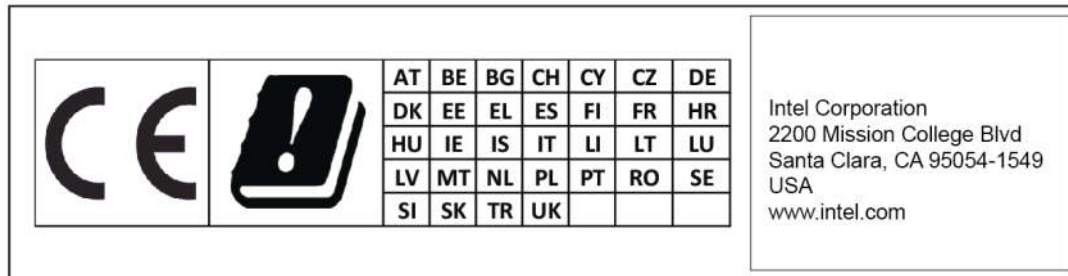 CE
!
AT BE BG CH CY CZ DE
DK EE EL ES FI FR HR
HU IE IS IT LI LT LU
LV MT NL PL PT RO SE
SI SK TR UK
Intel Corporation
2200 Mission College Blvd
Santa Clara, CA 95054-1549
USA
www.intel.com